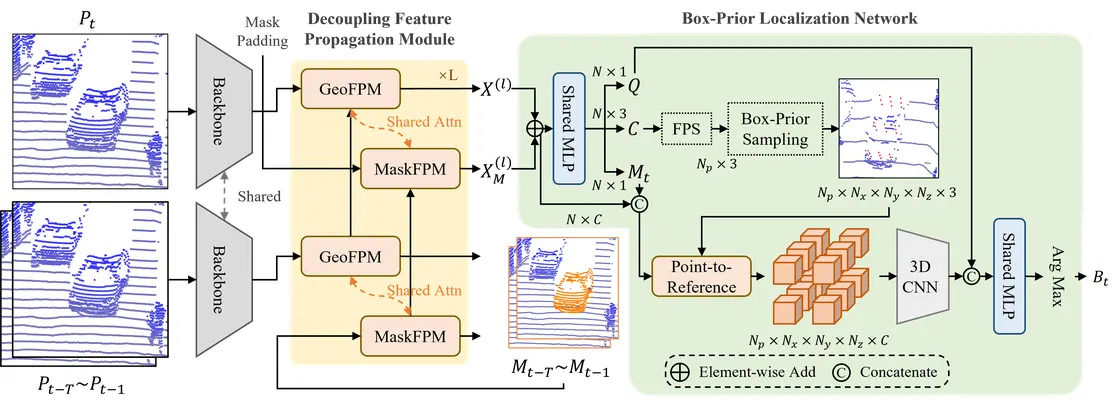 P_t
Mask
Padding
Decoupling Feature
Propagation Module
Box-Prior Localization Network
×L
Backbone
GeoFPM
Shared Attn
MaskFPM
X^(l)
X_M^(l)
Shared MLP
N × 1
Q
N × 3
C
FPS
N_p × 3
Box-Prior
Sampling
N_p × N_x × N_y × N_z × 3
M_t
N × 1
C
N × C
Shared
Backbone
GeoFPM
Shared Attn
MaskFPM
Point-to-
Reference
N_p × N_x × N_y × N_z × C
3D
CNN
C
Shared MLP
Arg Max
B_t
P_{t-T}~P_{t-1}
M_{t-T}~M_{t-1}
Element-wise Add
C Concatenate